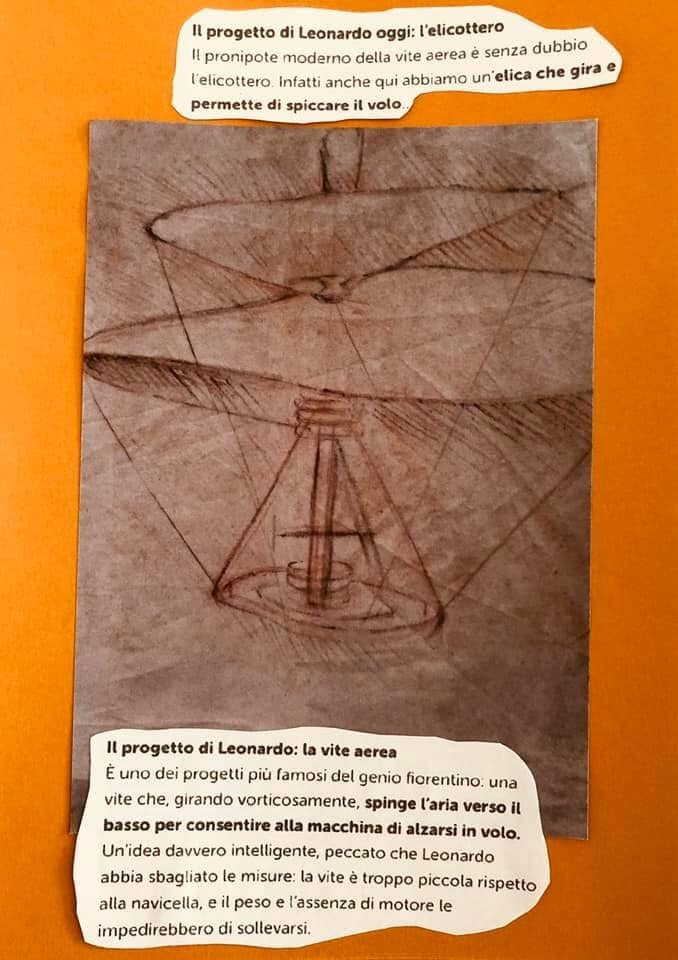 Il progetto di Leonardo oggi: l'elicottero
Il pronipote moderno della vite aerea è senza dubbio
l'elicottero. Infatti anche qui abbiamo un'elica che gira e
permette di spiccare il volo..
Il progetto di Leonardo: la vite aerea
È uno dei progetti più famosi del genio fiorentino: una
vite che, girando vorticosamente, spinge l'aria verso il
basso per consentire alla macchina di alzarsi in volo.
Un'idea davvero intelligente, peccato che Leonardo
abbia sbagliato le misure: la vite è troppo piccola rispetto
alla navicella, e il peso e l'assenza di motore le
impedirebbero di sollevarsi.